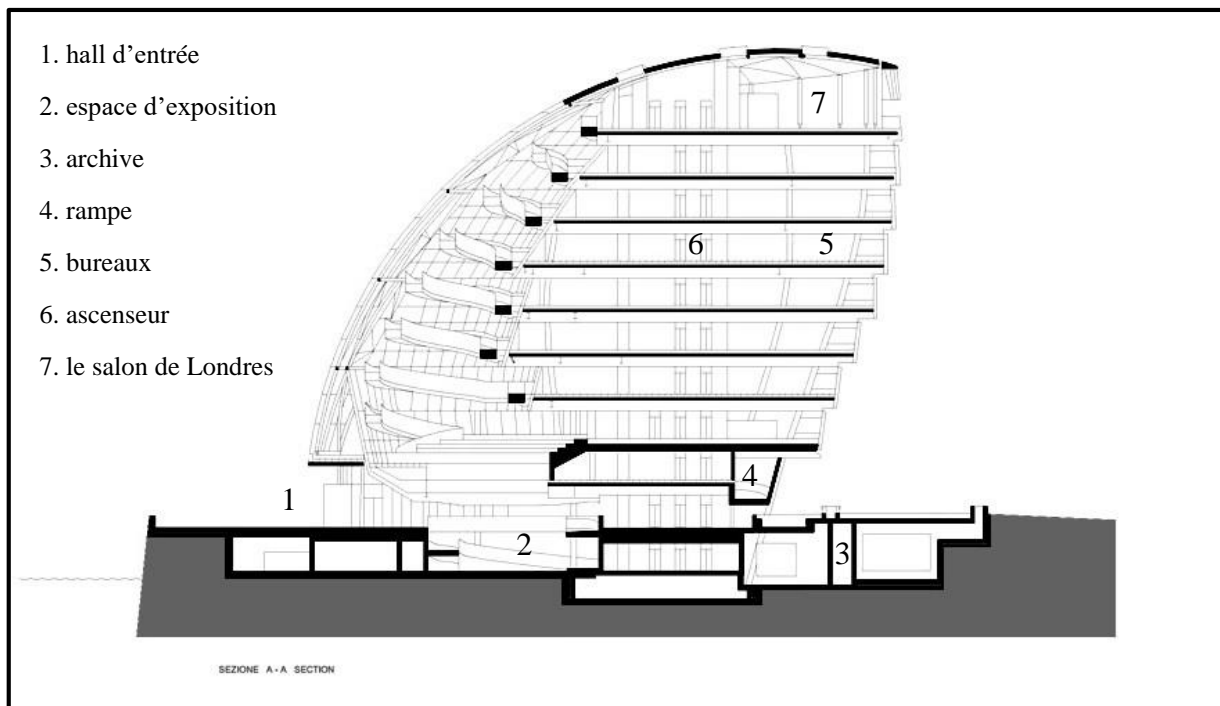 1. hall d’entrée
2. espace d’exposition
3. archive
4. rampe
5. bureaux
6. ascenseur
7. le salon de Londres
7
6 5
4
1
2
3
SEZIONE A-A SECTION